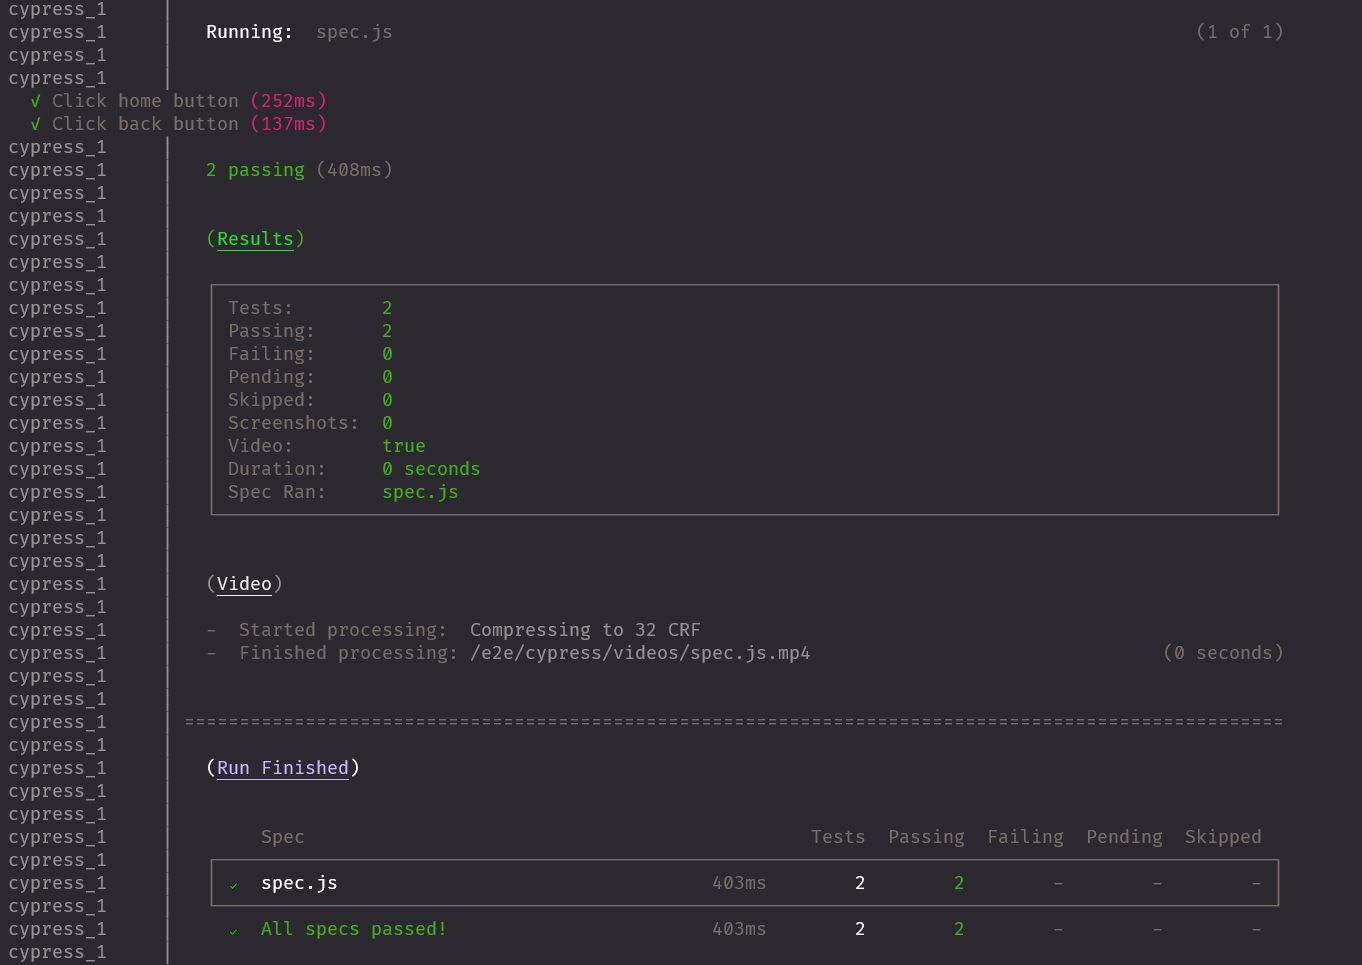 cypress_1 |
cypress_1 | Running: spec.js (1 of 1)
cypress_1 |
cypress_1 |
√ Click home button (252ms)
√ Click back button (137ms)
cypress_1 |
cypress_1 | 2 passing (408ms)
cypress_1 |
cypress_1 |
cypress_1 | (Results)
cypress_1 |
cypress_1 |
cypress_1 | Tests: 2
cypress_1 | Passing: 2
cypress_1 | Failing: 0
cypress_1 | Pending: 0
cypress_1 | Skipped: 0
cypress_1 | Screenshots: 0
cypress_1 | Video: true
cypress_1 | Duration: 0 seconds
cypress_1 | Spec Ran: spec.js
cypress_1 |
cypress_1 |
cypress_1 |
cypress_1 | (Video)
cypress_1 |
cypress_1 | - Started processing: Compressing to 32 CRF
cypress_1 | - Finished processing: /e2e/cypress/videos/spec.js.mp4 (0 seconds)
cypress_1 |
cypress_1 |
cypress_1 | ====================================================================================================
cypress_1 |
cypress_1 | (Run Finished)
cypress_1 |
cypress_1 |
cypress_1 | Spec Tests Passing Failing Pending Skipped
cypress_1 |
cypress_1 | ✓ spec.js 403ms 2 2 - - -
cypress_1 |
cypress_1 | ✓ All specs passed! 403ms 2 2 - - -
cypress_1 |